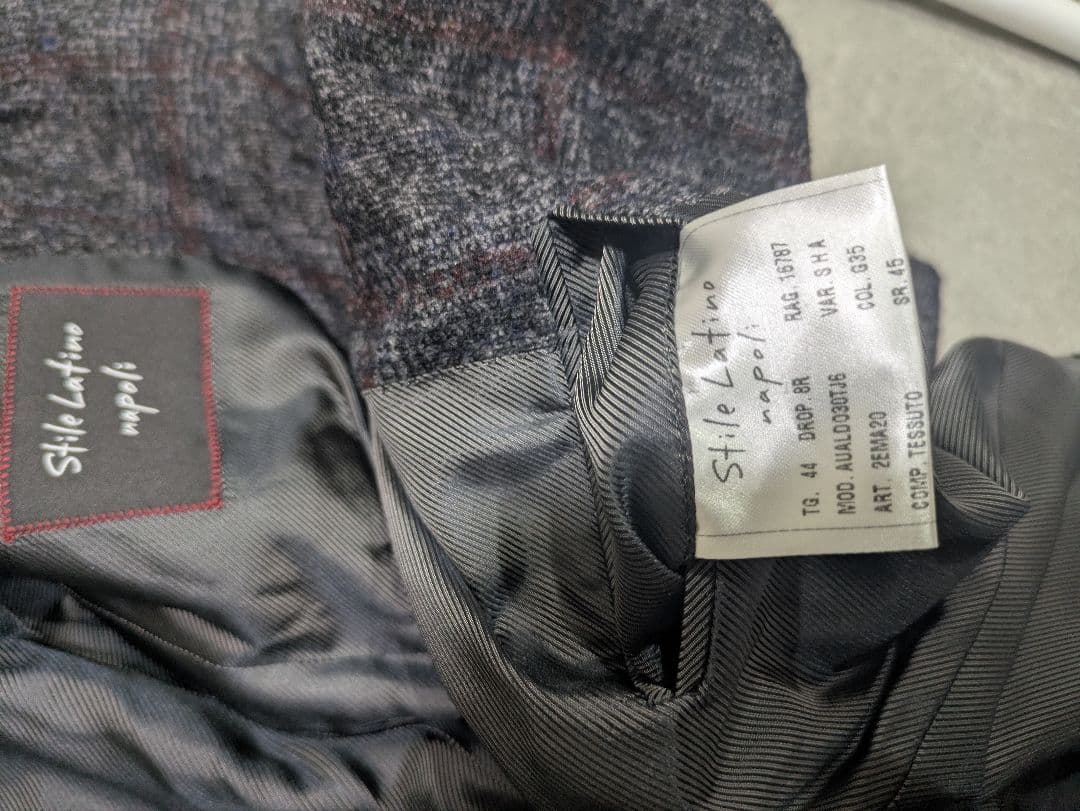 Stile Latino
napoli
Stile Latino
napoli
TG. 44 DROP. 8R RAG. 16787
MOD. AUALDO30TJ6 VAR. SHA
ART. 2EMA20 COL. G35
COMP. TESSUTO SR. 45